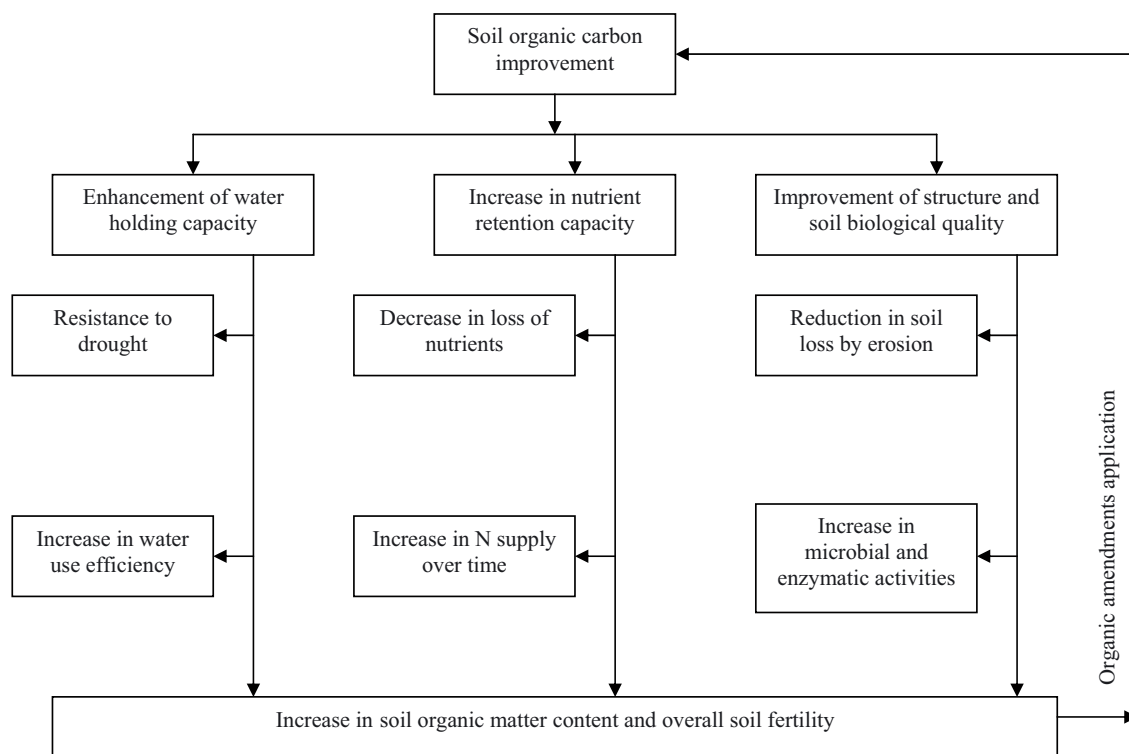 Soil organic carbon
improvement
Enhancement of water
holding capacity
Increase in nutrient
retention capacity
Improvement of structure and
soil biological quality
Resistance to
drought
Decrease in loss of
nutrients
Reduction in soil
loss by erosion
Increase in water
use efficiency
Increase in N supply
over time
Increase in
microbial and
enzymatic activities
Organic amendments application
Increase in soil organic matter content and overall soil fertility